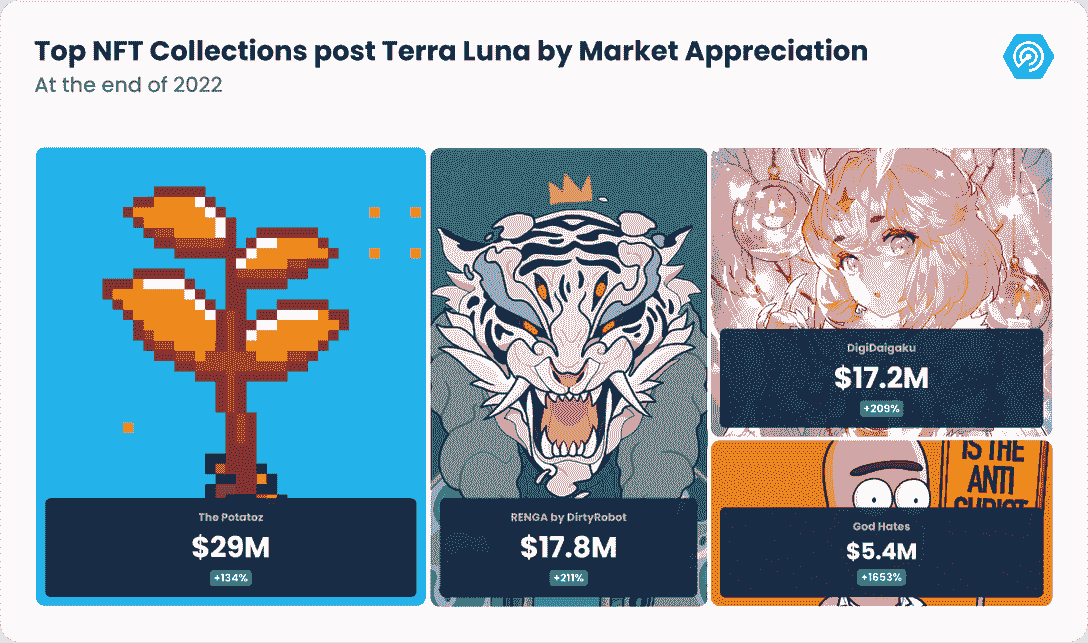 Top NFT Collections post Terra Luna by Market Appreciation
At the end of 2022
The Potatoz
$29M
+134%
RENGA by DirtyRobot
$17.8M
+211%
DigiDaigaku
$17.2M
+209%
IS THE
ANTI
CHRIST
God Hates
$5.4M
+1653%